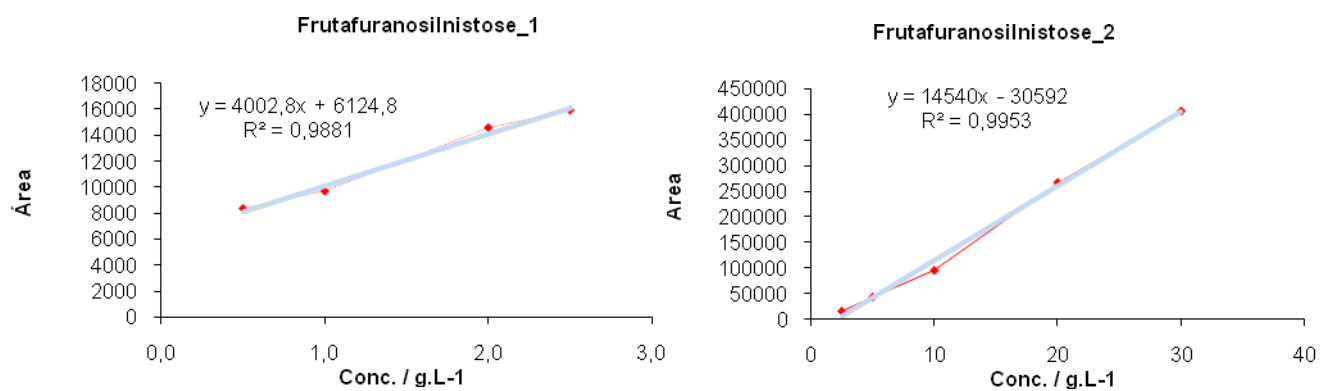 Frutafuranosilnistose_1
18000
16000
14000
12000
10000
8000
6000
4000
2000
0
Área
y = 4002,8x + 6124,8
R² = 0,9881
0,0 1,0 2,0 3,0
Conc. / g.L-1
Frutafuranosilnistose_2
450000
400000
350000
300000
250000
200000
150000
100000
50000
0
Area
y = 14540x - 30592
R² = 0,9953
0 10 20 30 40
Conc. / g.L-1